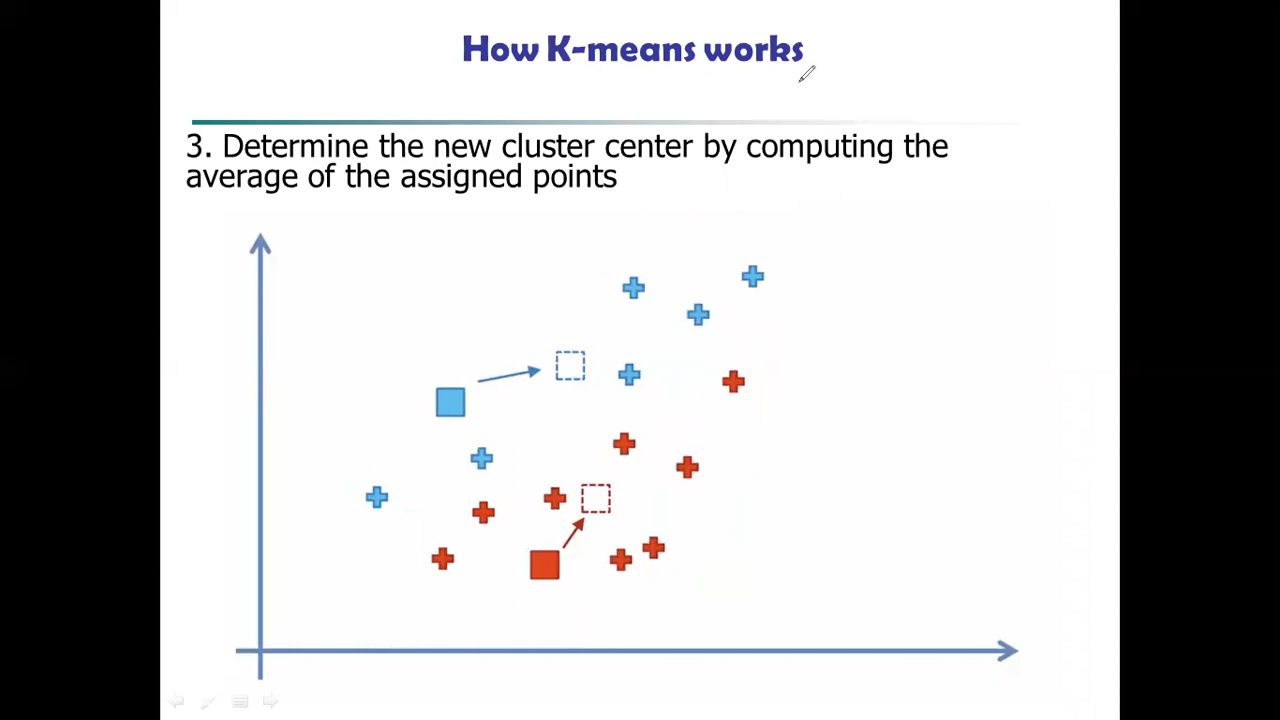 How K-means works
3. Determine the new cluster center by computing the
average of the assigned points